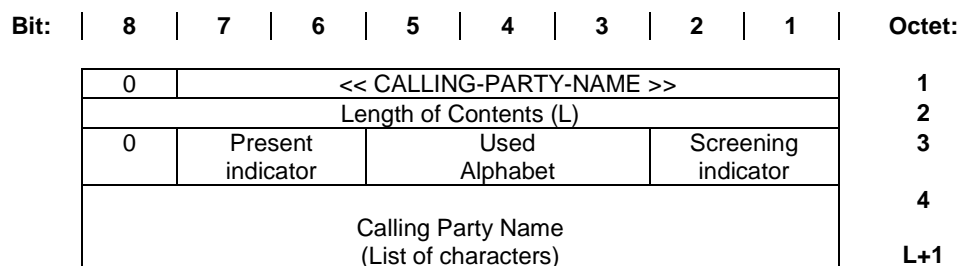 Bit: 8 7 6 5 4 3 2 1 Octet:
0 << CALLING-PARTY-NAME >> 1
Length of Contents (L) 2
0 Present Used Screening 3
indicator Alphabet indicator
4
Calling Party Name
(List of characters) L+1